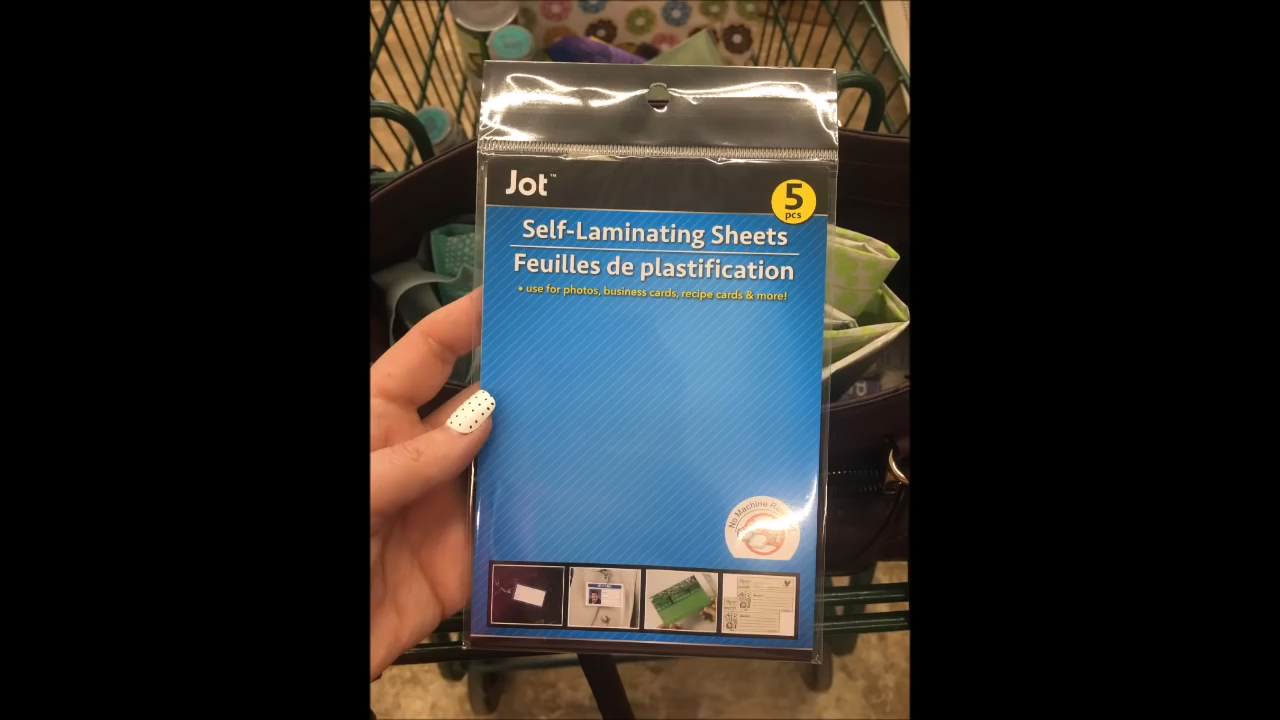 Jot™
5
pcs
Self-Laminating Sheets
Feuilles de plastification
• use for photos, business cards, recipe cards & more!
No Machine